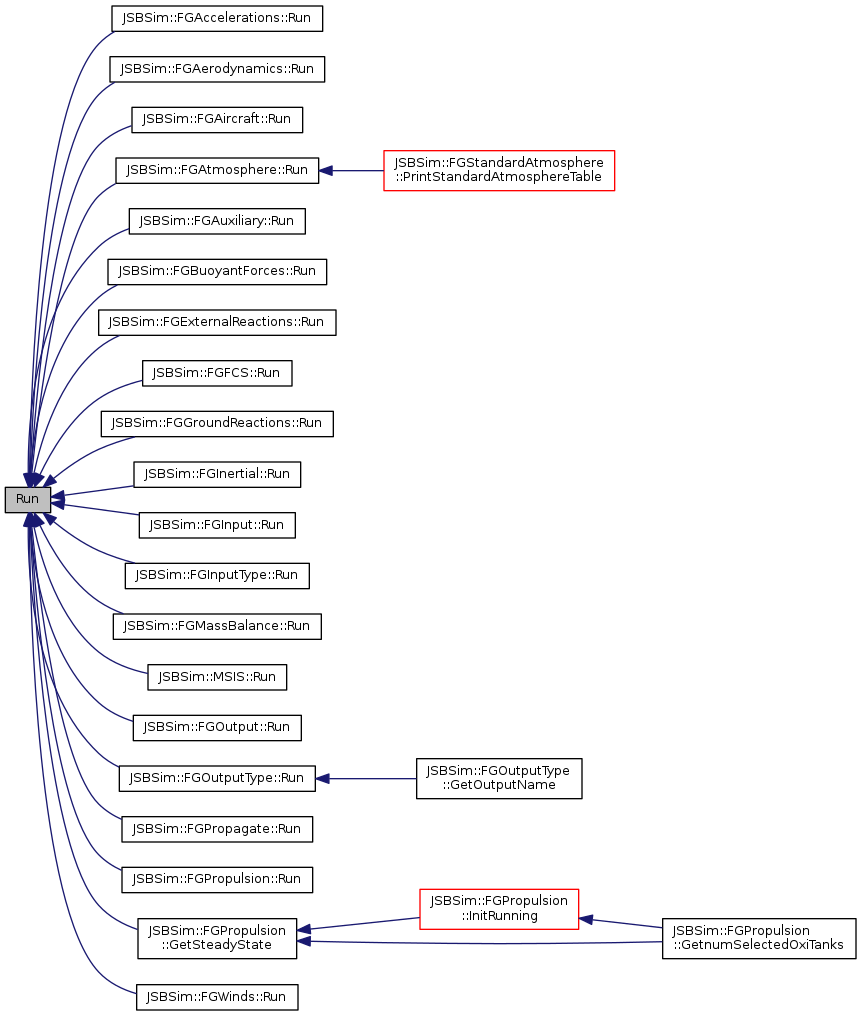 JSBSim::FGAccelerations::Run
JSBSim::FGAerodynamics::Run
JSBSim::FGAircraft::Run
JSBSim::FGAtmosphere::Run
JSBSim::FGStandardAtmosphere
::PrintStandardAtmosphereTable
JSBSim::FGAuxiliary::Run
JSBSim::FGBuoyantForces::Run
JSBSim::FGExternalReactions::Run
JSBSim::FGFCS::Run
JSBSim::FGGroundReactions::Run
JSBSim::FGInertial::Run
Run
JSBSim::FGInput::Run
JSBSim::FGInputType::Run
JSBSim::FGMassBalance::Run
JSBSim::MSIS::Run
JSBSim::FGOutput::Run
JSBSim::FGOutputType::Run
JSBSim::FGOutputType
::GetOutputName
JSBSim::FGPropagate::Run
JSBSim::FGPropulsion::Run
JSBSim::FGPropulsion
::GetSteadyState
JSBSim::FGPropulsion
::InitRunning
JSBSim::FGPropulsion
::GetnumSelectedOxiTanks
JSBSim::FGWinds::Run